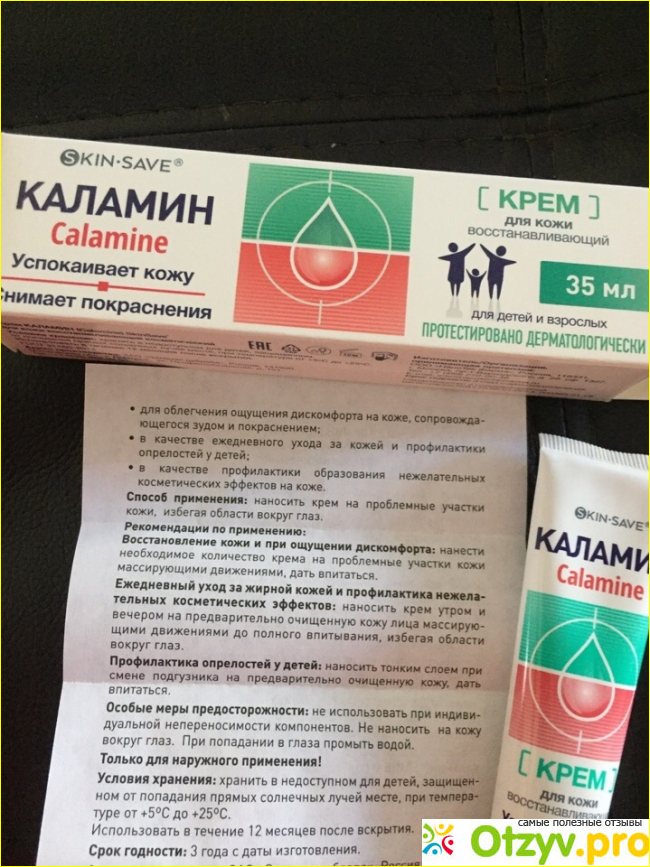 SKIN·SAVE®
КАЛАМИН
Calamine
Успокаивает кожу
Снимает покраснения
[ КРЕМ ]
для кожи
восстанавливающий
35 мл
для детей и взрослых
ПРОТЕСТИРОВАНО ДЕРМАТОЛОГИЧЕСКИ
EAC
• для облегчения ощущения дискомфорта на коже, сопровожда-
ющегося зудом и покраснением;
• в качестве ежедневного ухода за кожей и профилактики
опрелостей у детей;
• в качестве профилактики образования нежелательных
косметических эффектов на коже.
Способ применения: наносить крем на проблемные участки
кожи, избегая области вокруг глаз.
Рекомендации по применению:
Восстановление кожи и при ощущении дискомфорта: нанести
необходимое количество крема на проблемные участки кожи
массирующими движениями, дать впитаться.
Ежедневный уход за жирной кожей и профилактика нежела-
тельных косметических эффектов: наносить крем утром и
вечером на предварительно очищенную кожу лица массирую-
щими движениями до полного впитывания, избегая области
вокруг глаз.
Профилактика опрелостей у детей: наносить тонким слоем при
смене подгузника на предварительно очищенную кожу, дать
впитаться.
Особые меры предосторожности: не использовать при индиви-
дуальной непереносимости компонентов. Не наносить на кожу
вокруг глаз. При попадании в глаза промыть водой.
Только для наружного применения!
Условия хранения: хранить в недоступном для детей, защищен-
ном от попадания прямых солнечных лучей месте, при темпера-
туре от +5ºС до +25ºС.
Использовать в течение 12 месяцев после вскрытия.
Срок годности: 3 года с даты изготовления.
SKIN·SAVE®
КАЛАМИ
Calamine
[ КРЕМ ]
для кожи
восстанавливающий
самые полезные отзывы
Otzyv.pro